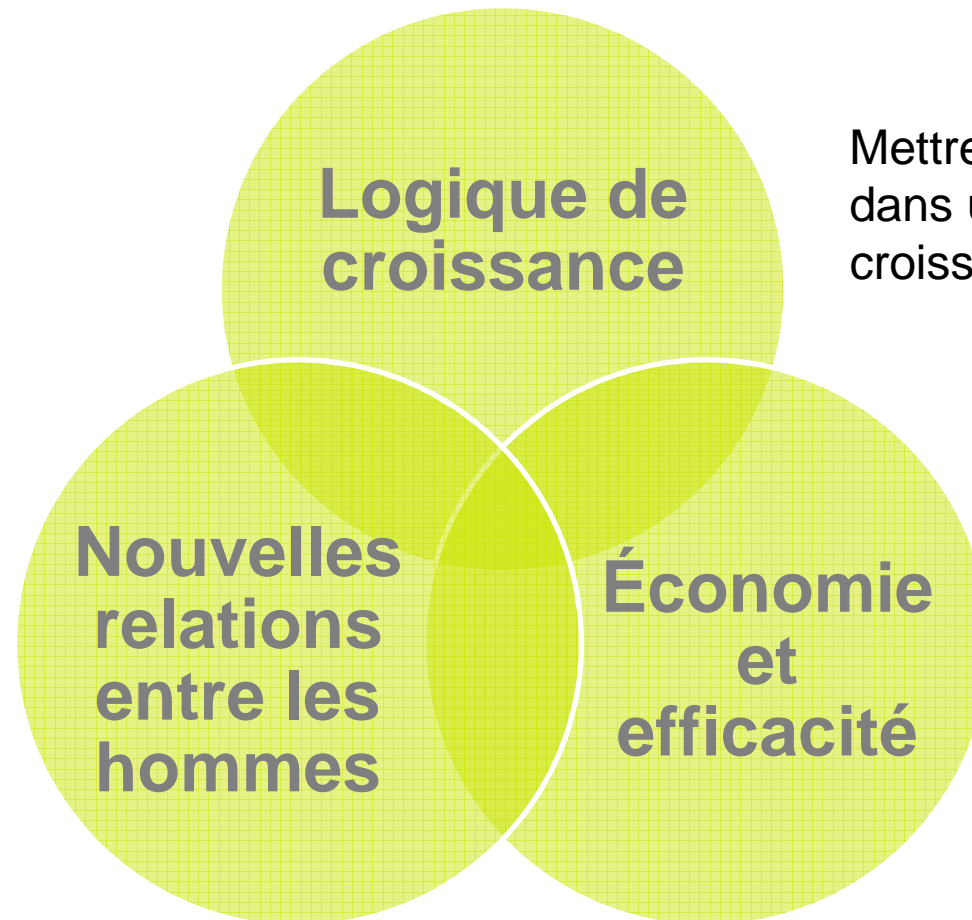 Logique de
croissance
Mettre
dans
croiss
Nouvelles
relations
entre les
hommes
Économie
et
efficacité